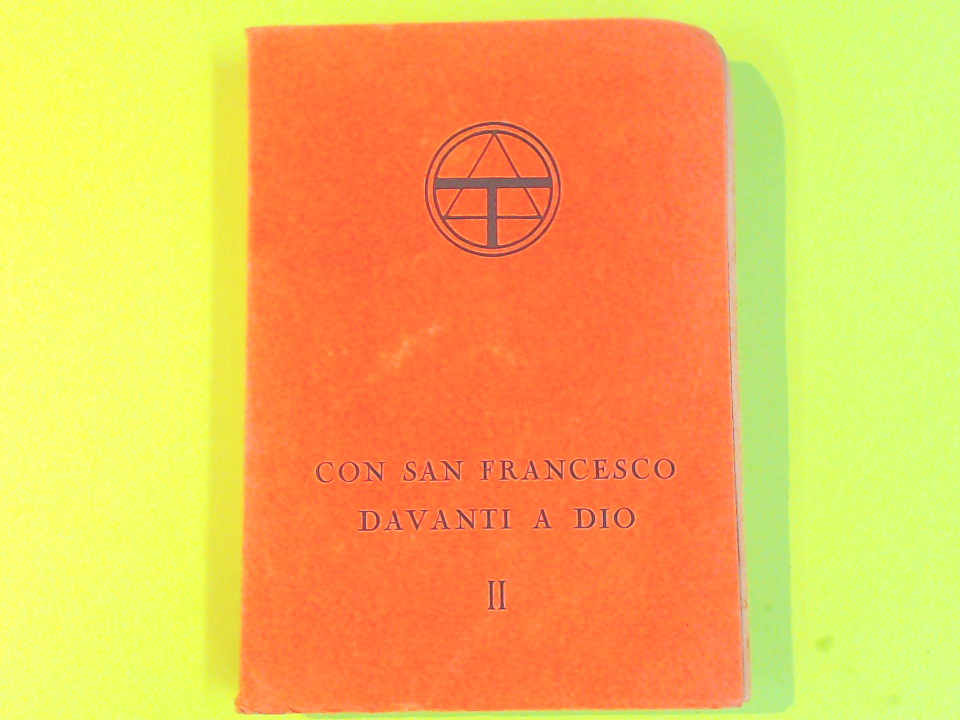 CON SAN FRANCESCO
DAVANTI A DIO
II